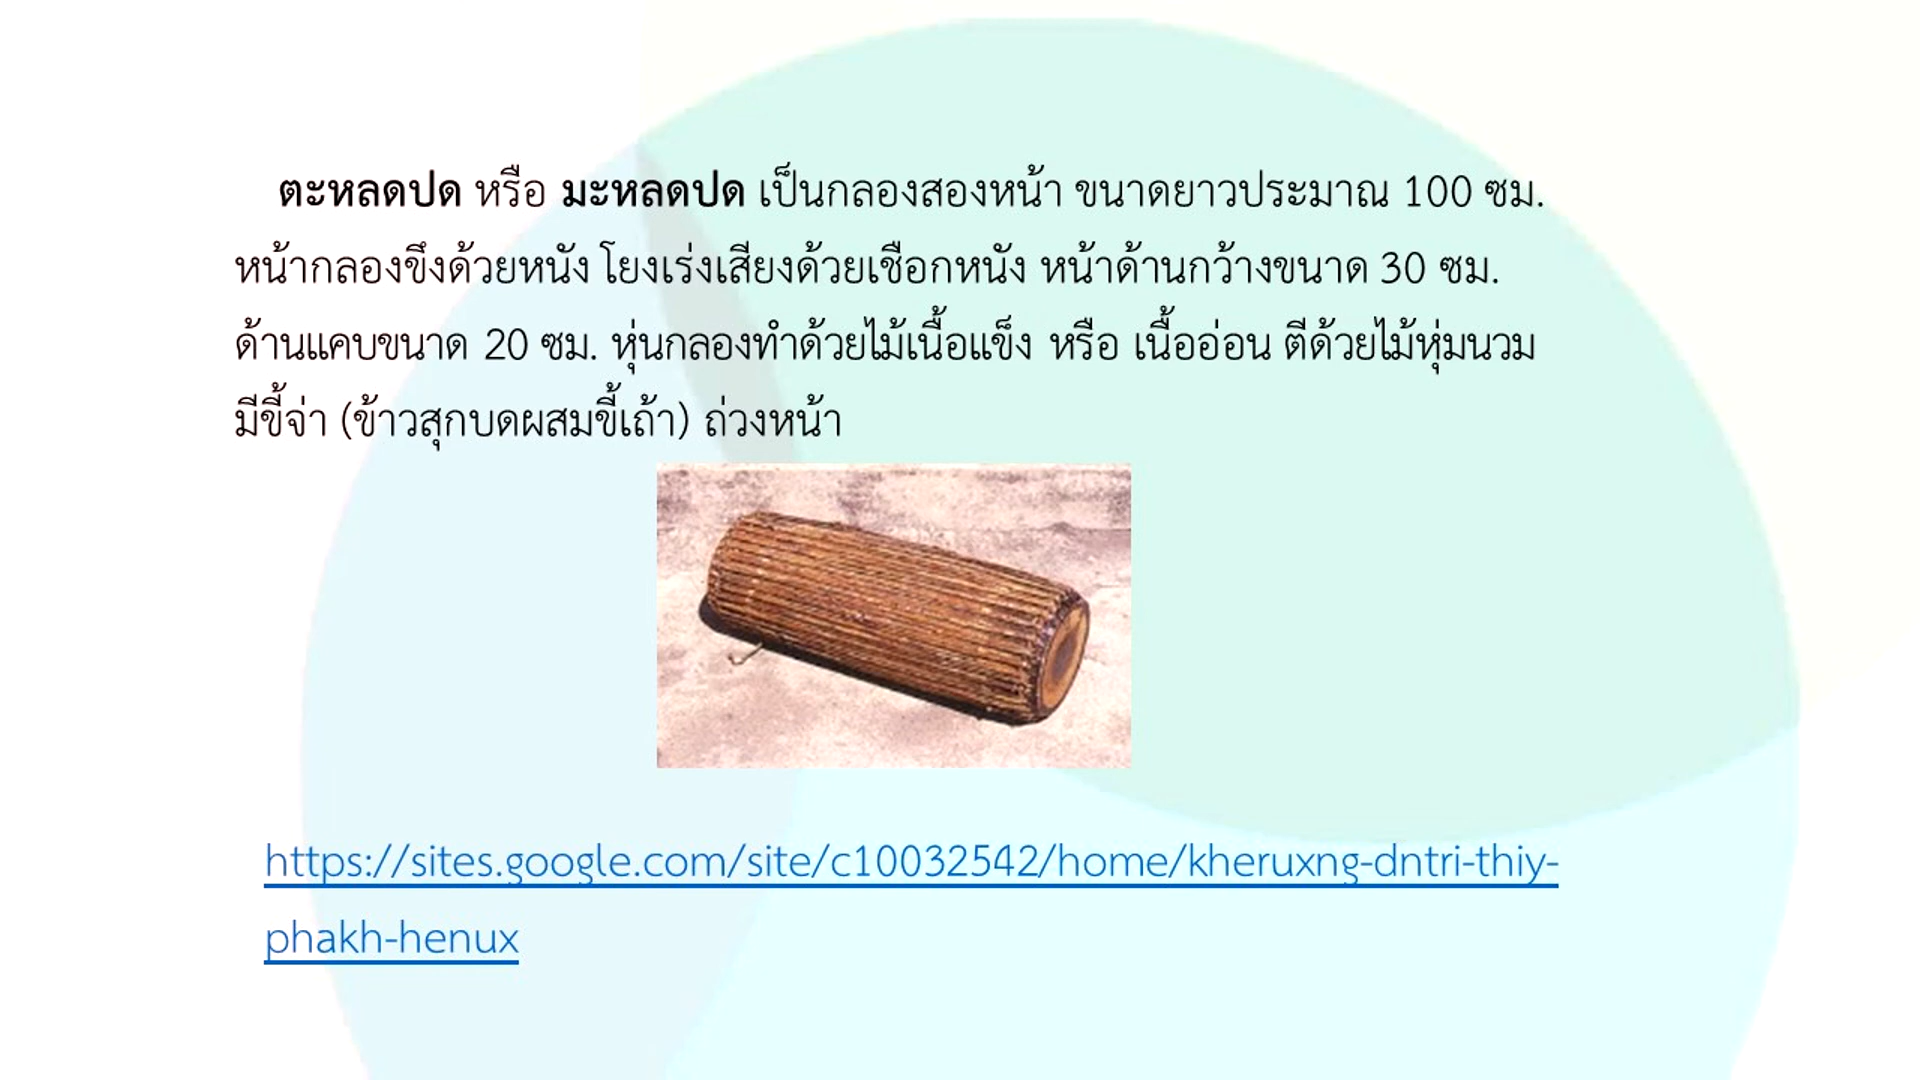 ตะหลดปด หรือ มะหลดปด เป็นกลองสองหน้า ขนาดยาวประมาณ 100 ซม.
หน้ากลองขึงด้วยหนัง โยงเร่งเสียงด้วยเชือกหนัง หน้าด้านกว้างขนาด 30 ซม.
ด้านแคบขนาด 20 ซม. หุ่นกลองทำด้วยไม้เนื้อแข็ง หรือ เนื้ออ่อน ตีด้วยไม้หุ่มนวม
มีขี้จ่า (ข้าวสุกบดผสมขี้เถ้า) ถ่วงหน้า
https://sites.google.com/site/c10032542/home/kheruxng-dntri-thiy-
phakh-henux